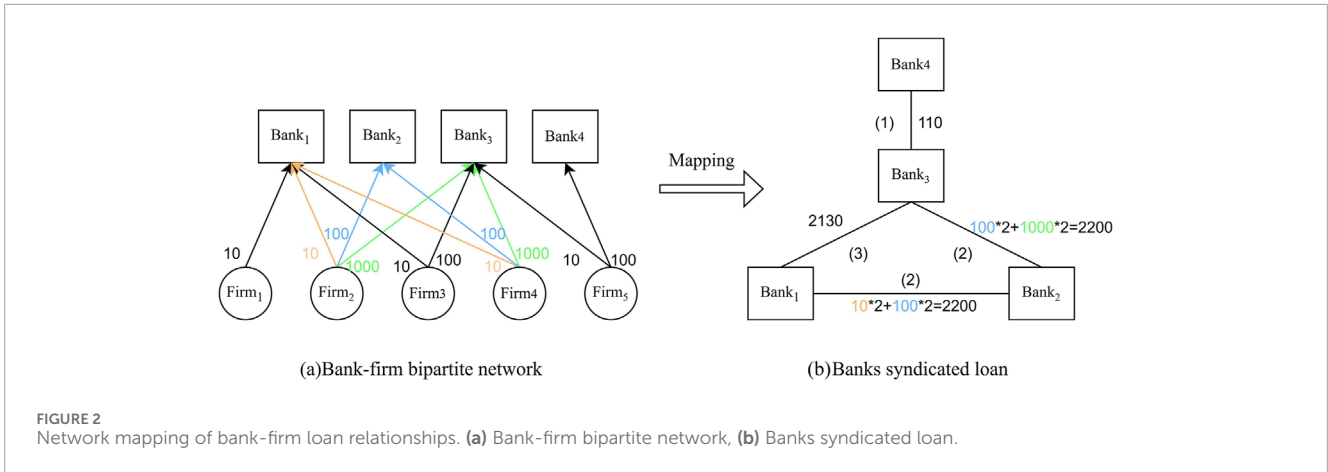 Bank4
(1) 110
Bank₁ Bank₂ Bank₃ Bank4
Mapping
Bank₃
2130
100*2+1000*2=2200
(3) (2)
10 10 100 1000 10 100 10 100 1000 10 100
(2)
Firm₁ Firm₂ Firm3 Firm4 Firm₅
Bank₁ Bank₂
10*2+100*2=2200
(a)Bank-firm bipartite network
(b)Banks syndicated loan
FIGURE 2
Network mapping of bank-firm loan relationships. (a) Bank-firm bipartite network, (b) Banks syndicated loan.